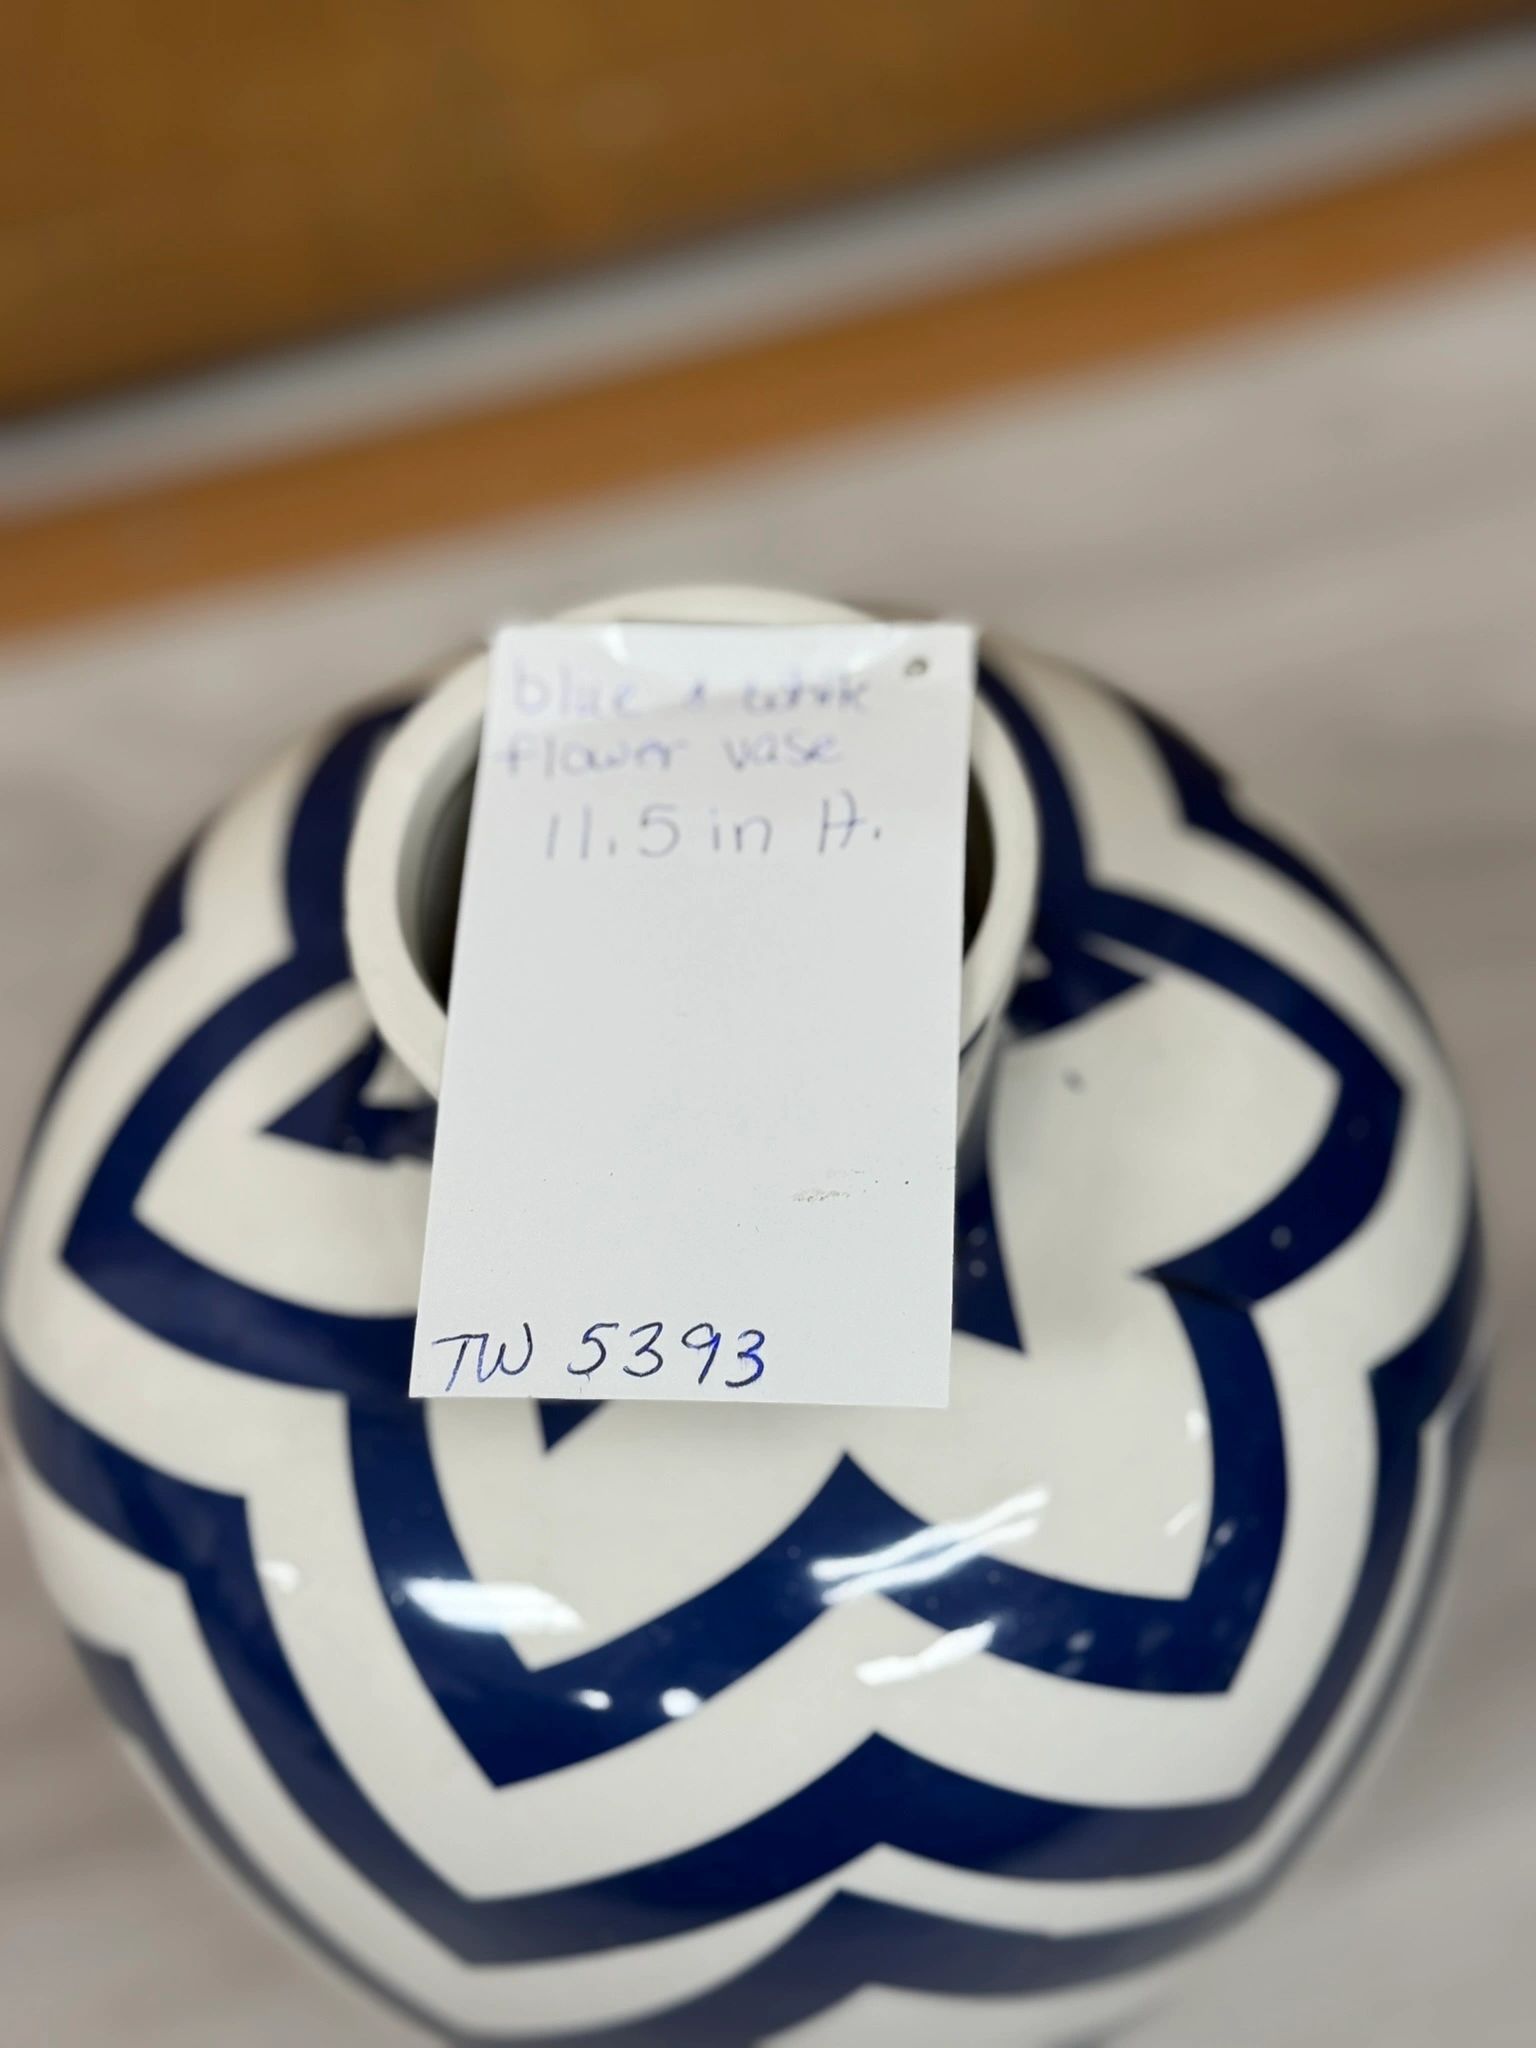 blue & white
flower vase
11.5 in H.
TW 5393